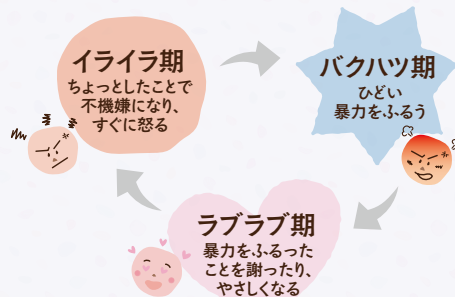 イライラ期
ちょっとしたことで
不機嫌になり、
すぐに怒る
バクハツ期
ひどい
暴力をふるう
ラブラブ期
暴力をふるった
ことを謝ったり、
やさしくなる